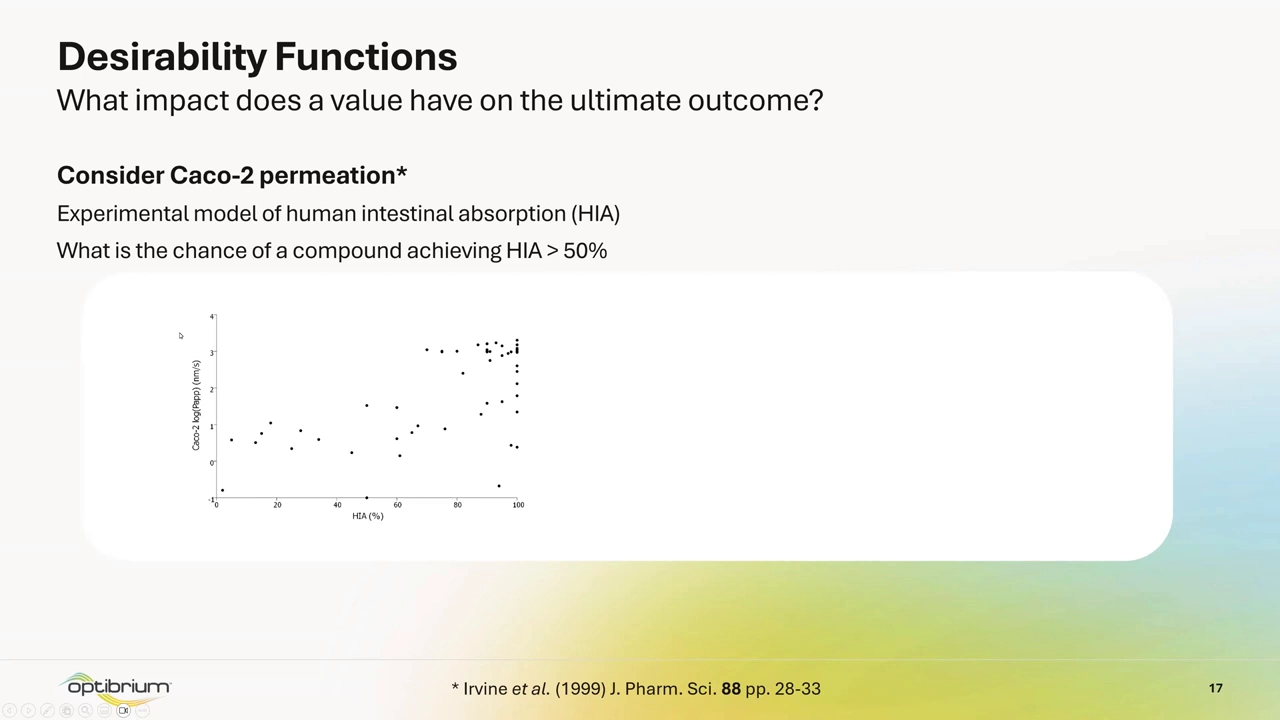 Desirability Functions
What impact does a value have on the ultimate outcome?
Consider Caco-2 permeation*
Experimental model of human intestinal absorption (HIA)
What is the chance of a compound achieving HIA > 50%
4
3
2
1
0
-1
Caco-2 log(Papp) (nm/s)
0 20 40 60 80 100
HIA (%)
optibrium
* Irvine et al. (1999) J. Pharm. Sci. 88 pp. 28-33
17